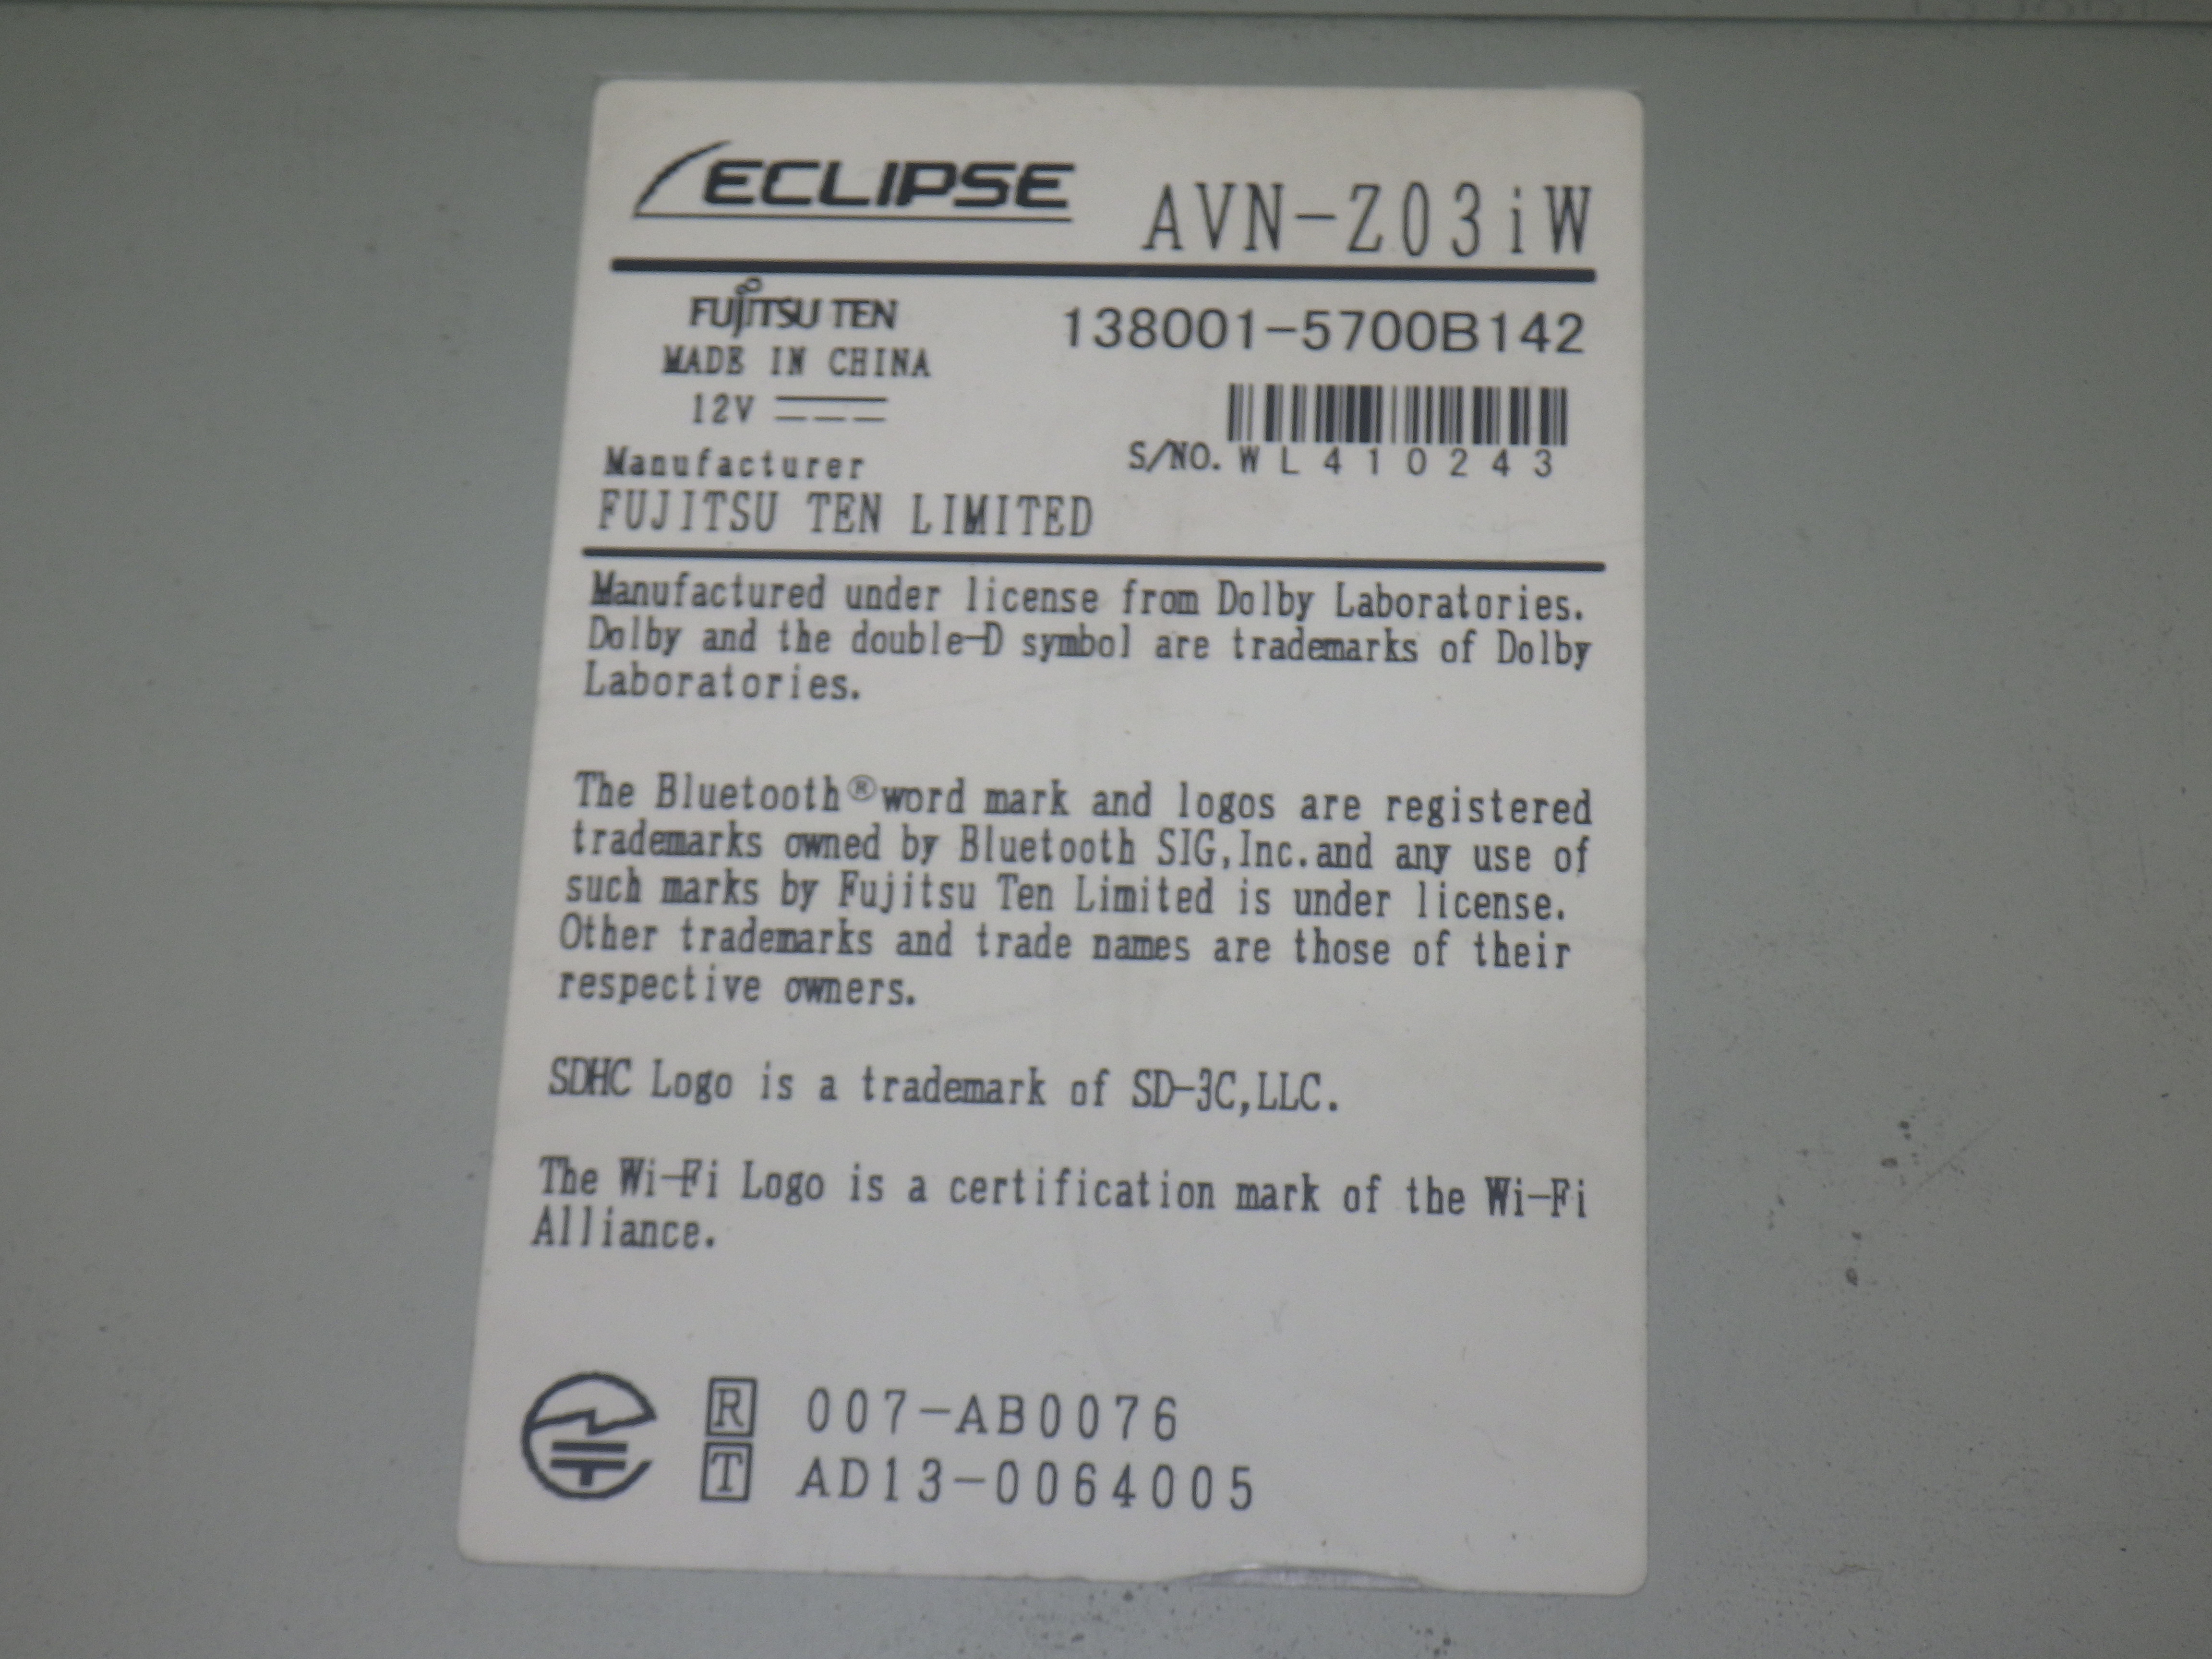 ECLIPSE AVN-Z03iW
FUJITSU TEN 138001-5700B142
MADE IN CHINA
12V
S/NO. WL410243
Manufacturer
FUJITSU TEN LIMITED
Manufactured under license from Dolby Laboratories.
Dolby and the double-D symbol are trademarks of Dolby
Laboratories.
The Bluetooth® word mark and logos are registered
trademarks owned by Bluetooth SIG,Inc.and any use of
such marks by Fujitsu Ten Limited is under license.
Other trademarks and trade names are those of their
respective owners.
SDHC Logo is a trademark of SD-3C,LLC.
The Wi-Fi Logo is a certification mark of the Wi-Fi
Alliance.
R 007-AB0076
T AD13-0064005